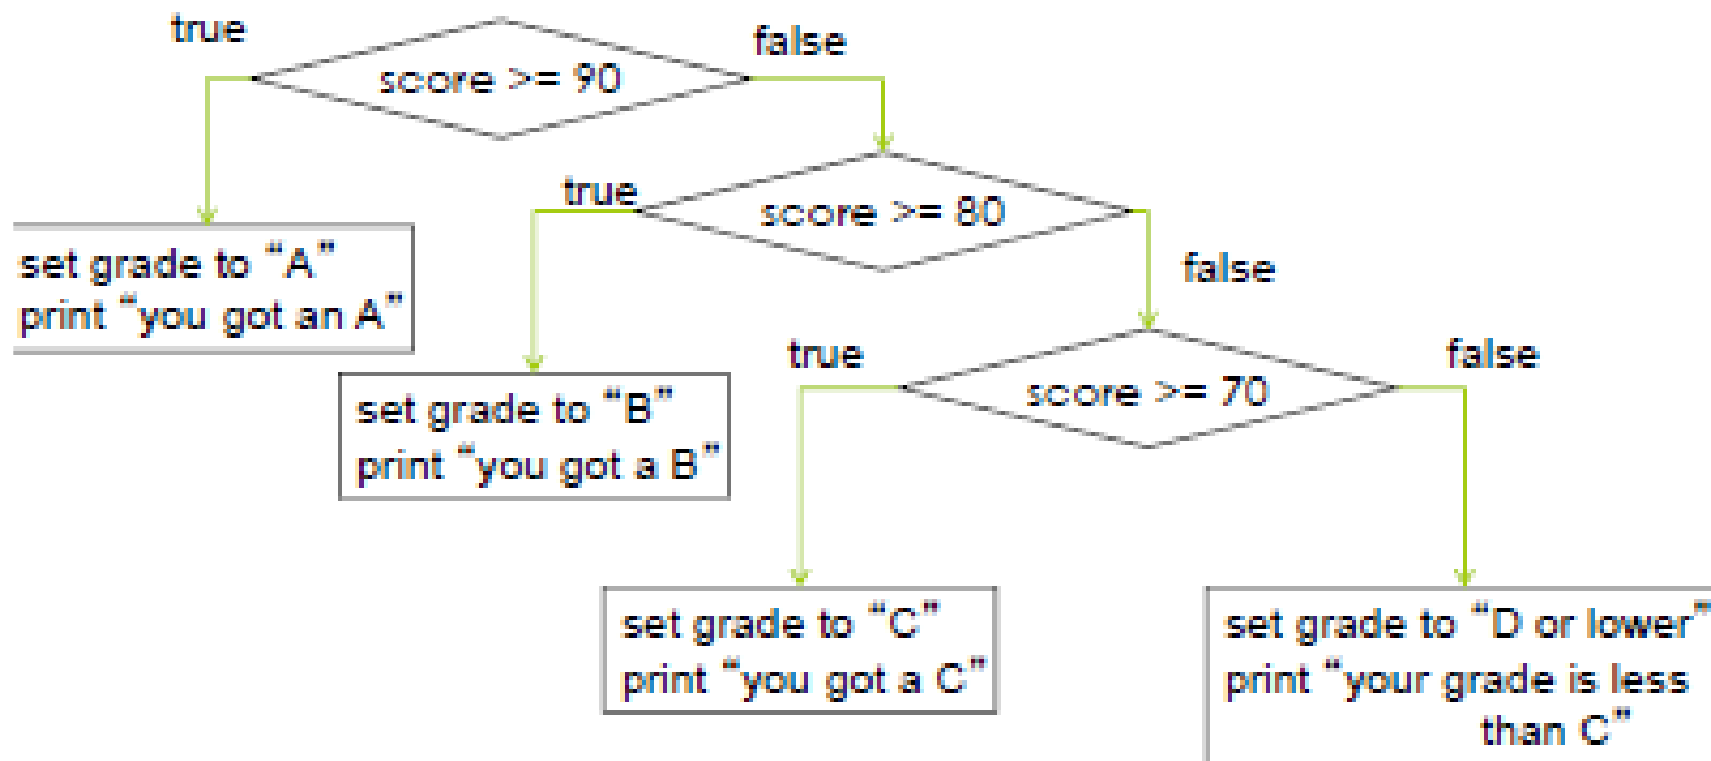 true
false
score >= 90
true
score >= 80
set grade to “A”
print “you got an A”
false
true
false
score >= 70
set grade to “B”
print “you got a B”
set grade to “C”
print “you got a C”
set grade to “D or lower”
print “your grade is less
than C”